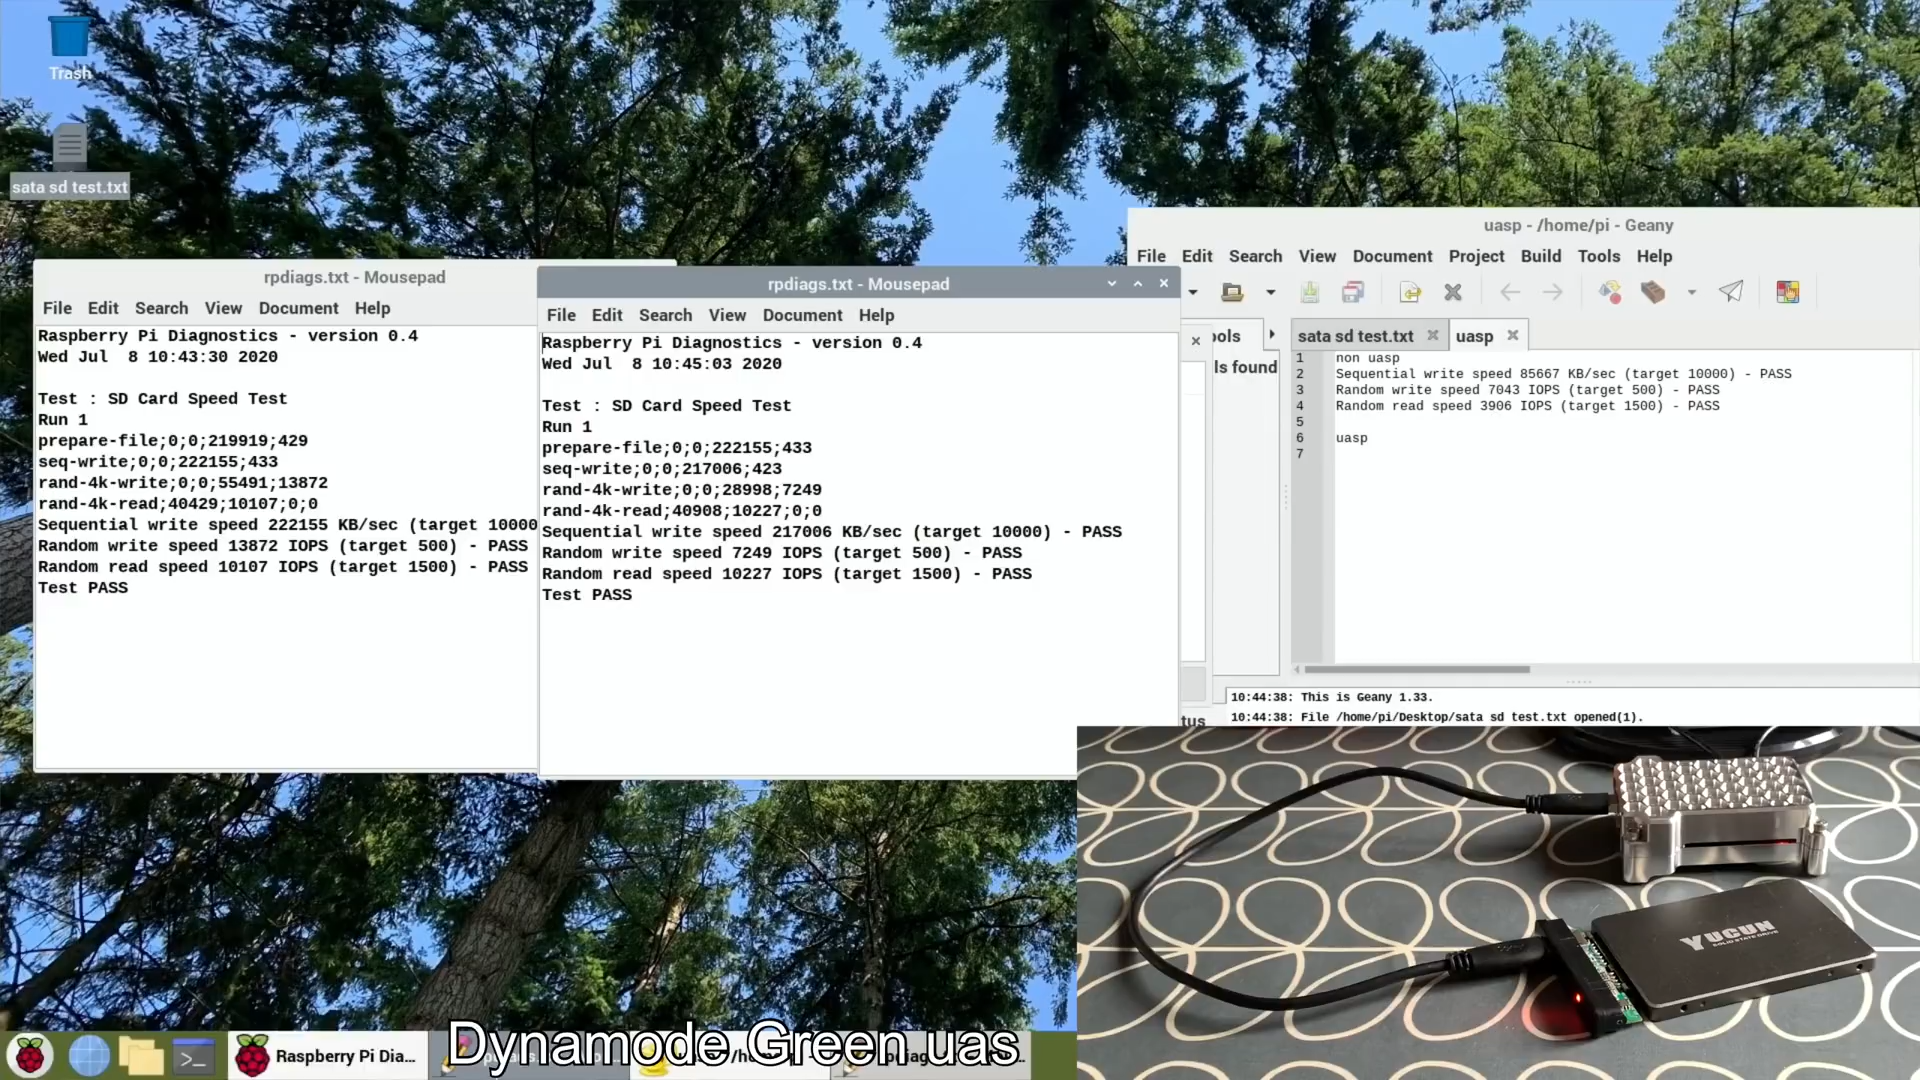 Trash
sata sd test.txt
rpdiags.txt - Mousepad
File Edit Search View Document Help
Raspberry Pi Diagnostics - version 0.4
Wed Jul  8 10:43:30 2020
Test : SD Card Speed Test
Run 1
prepare-file;0;0;219919;429
seq-write;0;0;222155;433
rand-4k-write;0;0;55491;13872
rand-4k-read;40429;10107;0;0
Sequential write speed 222155 KB/sec (target 10000
Random write speed 13872 IOPS (target 500) - PASS
Random read speed 10107 IOPS (target 1500) - PASS
Test PASS
rpdiags.txt - Mousepad
File Edit Search View Document Help
Raspberry Pi Diagnostics - version 0.4
Wed Jul  8 10:45:03 2020
Test : SD Card Speed Test
Run 1
prepare-file;0;0;222155;433
seq-write;0;0;217006;423
rand-4k-write;0;0;28998;7249
rand-4k-read;40908;10227;0;0
Sequential write speed 217006 KB/sec (target 10000) - PASS
Random write speed 7249 IOPS (target 500) - PASS
Random read speed 10227 IOPS (target 1500) - PASS
Test PASS
uasp - /home/pi - Geany
File Edit Search View Document Project Build Tools Help
ools
ls found
sata sd test.txt
uasp
1 non uasp
2 Sequential write speed 85667 KB/sec (target 10000) - PASS
3 Random write speed 7043 IOPS (target 500) - PASS
4 Random read speed 3906 IOPS (target 1500) - PASS
5
6 uasp
7
tus
10:44:38: This is Geany 1.33.
10:44:38: File /home/pi/Desktop/sata sd test.txt opened(1).
YUCUN
SOLID STATE DRIVE
Raspberry Pi Dia...
Dynamode Green uas